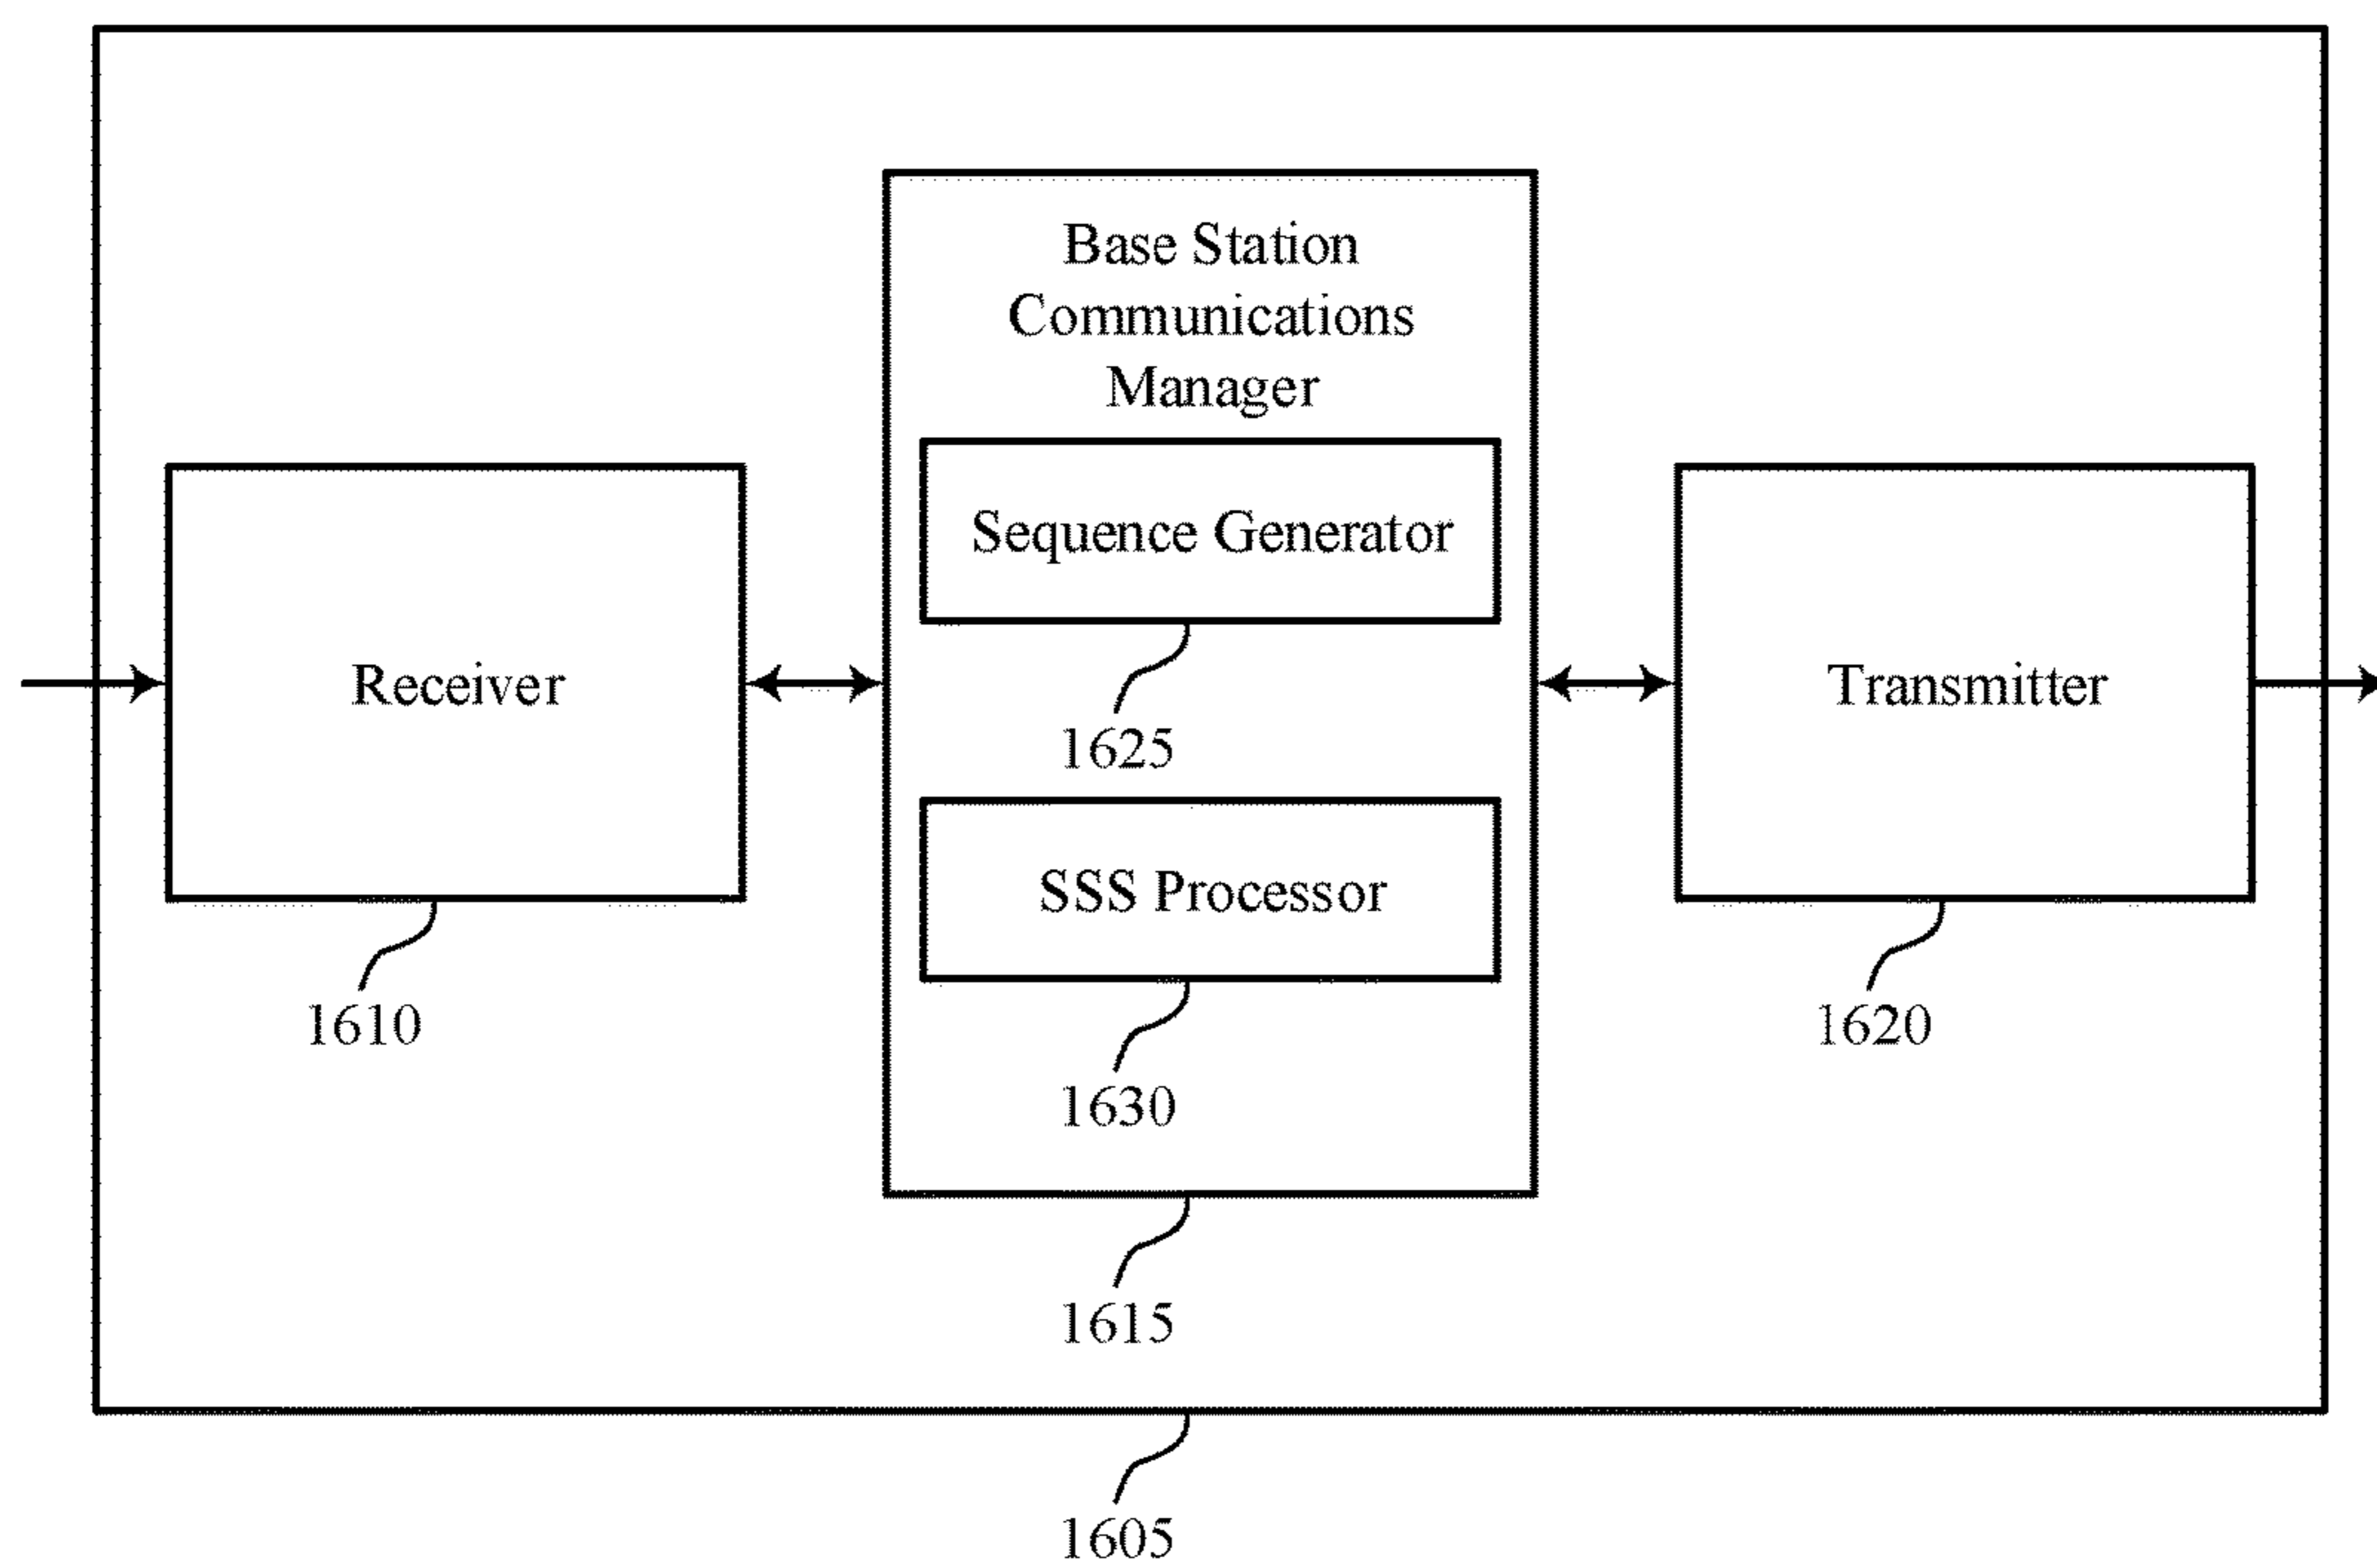 Base Station
Communications
Manager
Sequence Generator
Receiver
Transmitter
1625
SSS Processor
1610
1620
1630
1615
1605